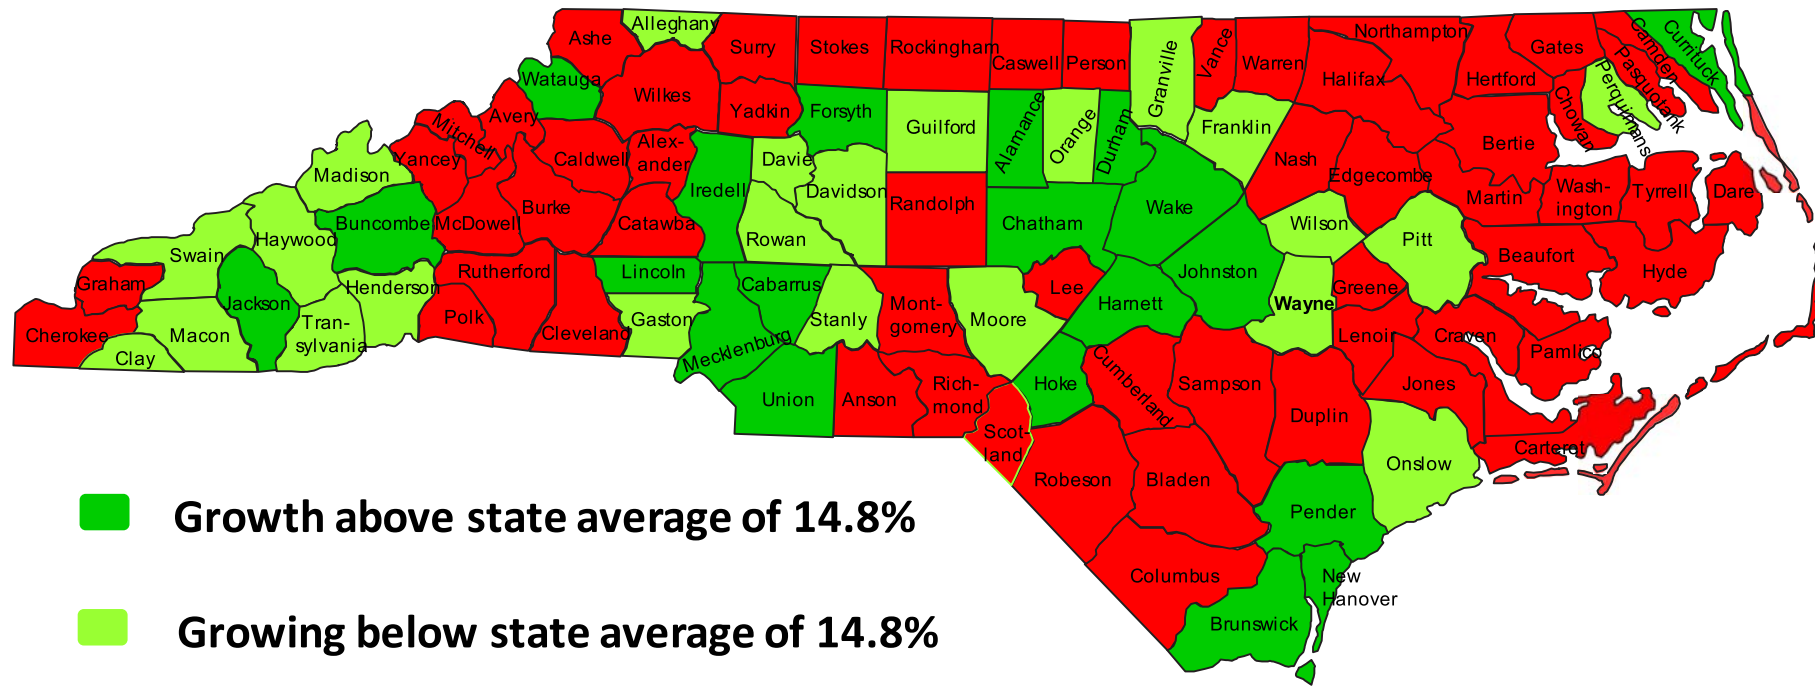 Alleghany
Ashe
Surry
Stokes
Rockingham
Caswell
Person
Granville
Vance
Warren
Northampton
Gates
Camden
Currituck
Pasquotank
Perquimans
Chowan
Hertford
Halifax
Watauga
Wilkes
Yadkin
Forsyth
Guilford
Alamance
Orange
Durham
Franklin
Nash
Bertie
Avery
Mitchell
Yancey
Caldwell
Alex-
ander
Iredell
Davie
Davidson
Randolph
Chatham
Wake
Edgecombe
Martin
Wash-
ington
Tyrrell
Dare
Madison
Buncombe
McDowell
Burke
Catawba
Rowan
Wilson
Pitt
Beaufort
Hyde
Haywood
Swain
Graham
Jackson
Henderson
Rutherford
Lincoln
Cabarrus
Johnston
Lee
Harnett
Wayne
Greene
Cherokee
Macon
Clay
Tran-
sylvania
Polk
Cleveland
Gaston
Mecklenburg
Stanly
Mont-
gomery
Moore
Lenoir
Craven
Pamlico
Union
Anson
Rich-
mond
Scot-
land
Hoke
Cumberland
Sampson
Duplin
Jones
Carteret
Onslow
Robeson
Bladen
Pender
Columbus
New
Hanover
Brunswick
Growth above state average of 14.8%
Growing below state average of 14.8%